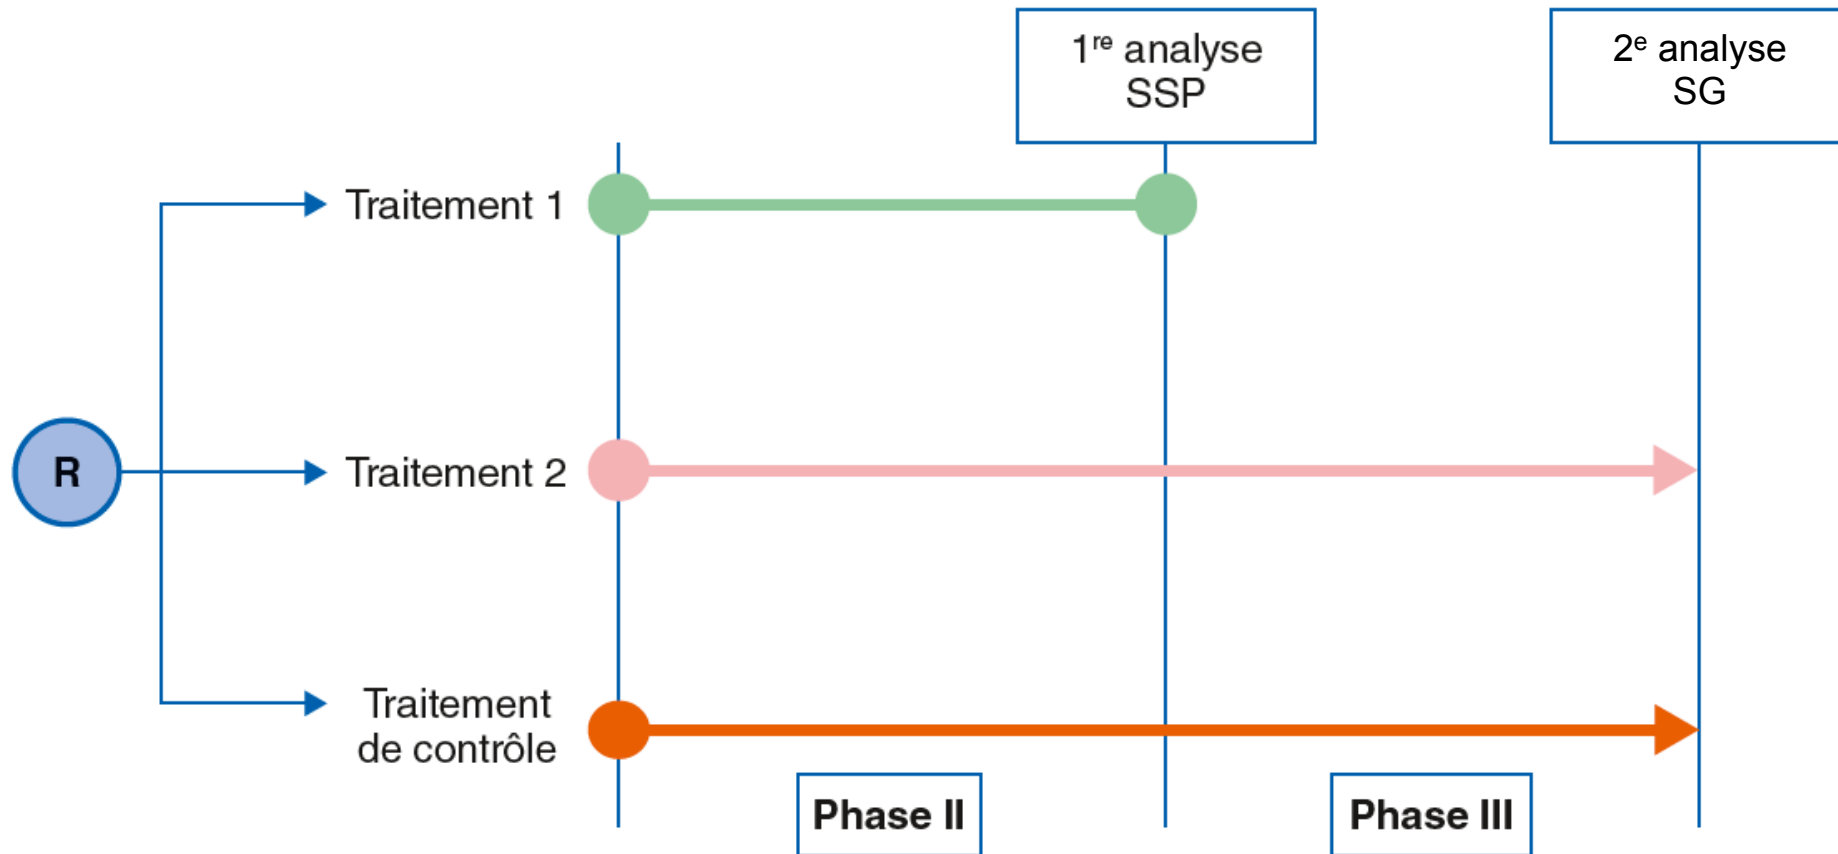 1re analyse
SSP
2e analyse
SG
Traitement 1
R
Traitement 2
Traitement
de contrôle
Phase II
Phase III